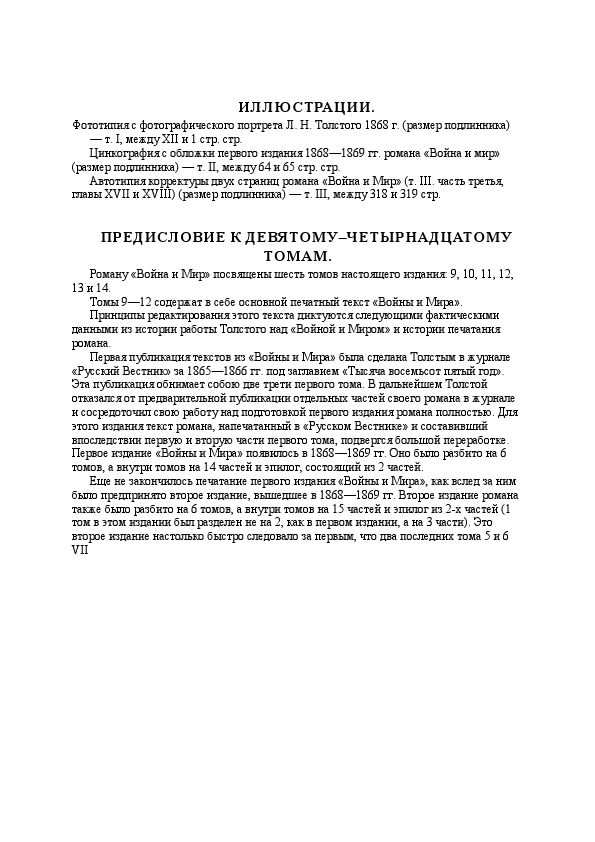 ИЛЛЮСТРАЦИИ.
Фототипия с фотографического портрета Л. Н. Толстого 1868 г. (размер подлинника)
— т. I, между XII и 1 стр. стр.
Цинкография с обложки первого издания 1868—1869 гг. романа «Война и мир»
(размер подлинника) — т. II, между 64 и 65 стр. стр.
Автотипия корректуры двух страниц романа «Война и Мир» (т. III. часть третья,
главы XVII и XVIII) (размер подлинника) — т. III, между 318 и 319 стр.
ПРЕДИСЛОВИЕ К ДЕВЯТОМУ–ЧЕТЫРНАДЦАТОМУ
ТОМАМ.
Роману «Война и Мир» посвящены шесть томов настоящего издания: 9, 10, 11, 12,
13 и 14.
Томы 9—12 содержат в себе основной печатный текст «Войны и Мира».
Принципы редактирования этого текста диктуются следующими фактическими
данными из истории работы Толстого над «Войной и Миром» и истории печатания
романа.
Первая публикация текстов из «Войны и Мира» была сделана Толстым в журнале
«Русский Вестник» за 1865—1866 гг. под заглавием «Тысяча восемьсот пятый год».
Эта публикация обнимает собою две трети первого тома. В дальнейшем Толстой
отказался от предварительной публикации отдельных частей своего романа в журнале
и сосредоточил свою работу над подготовкой первого издания романа полностью. Для
этого издания текст романа, напечатанный в «Русском Вестнике» и составивший
впоследствии первую и вторую части первого тома, подвергся большой переработке.
Первое издание «Войны и Мира» появилось в 1868—1869 гг. Оно было разбито на 6
томов, а внутри томов на 14 частей и эпилог, состоящий из 2 частей.
Еще не закончилось печатание первого издания «Войны и Мира», как вслед за ним
было предпринято второе издание, вышедшее в 1868—1869 гг. Второе издание романа
также было разбито на 6 томов, а внутри томов на 15 частей и эпилог из 2-х частей (1
том в этом издании был разделен не на 2, как в первом издании, а на 3 части). Это
второе издание настолько быстро следовало за первым, что два последних тома 5 и 6
VII